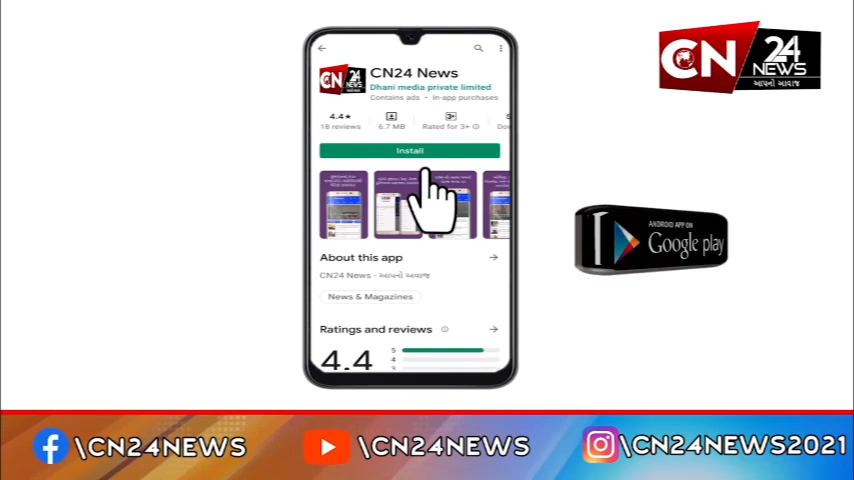 CN24 News
Dhani media private limited
Contains ads • In-app purchases
4.4★
18 reviews
6.7 MB
3+
Rated for 3+
Install
About this app
CN24 News - આપનો અવાજ
News & Magazines
Ratings and reviews
4.4
5
4
3
CN 24
NEWS
આપનો અવાજ
ANDROID APP ON
Google play
\CN24NEWS
\CN24NEWS
\CN24NEWS2021